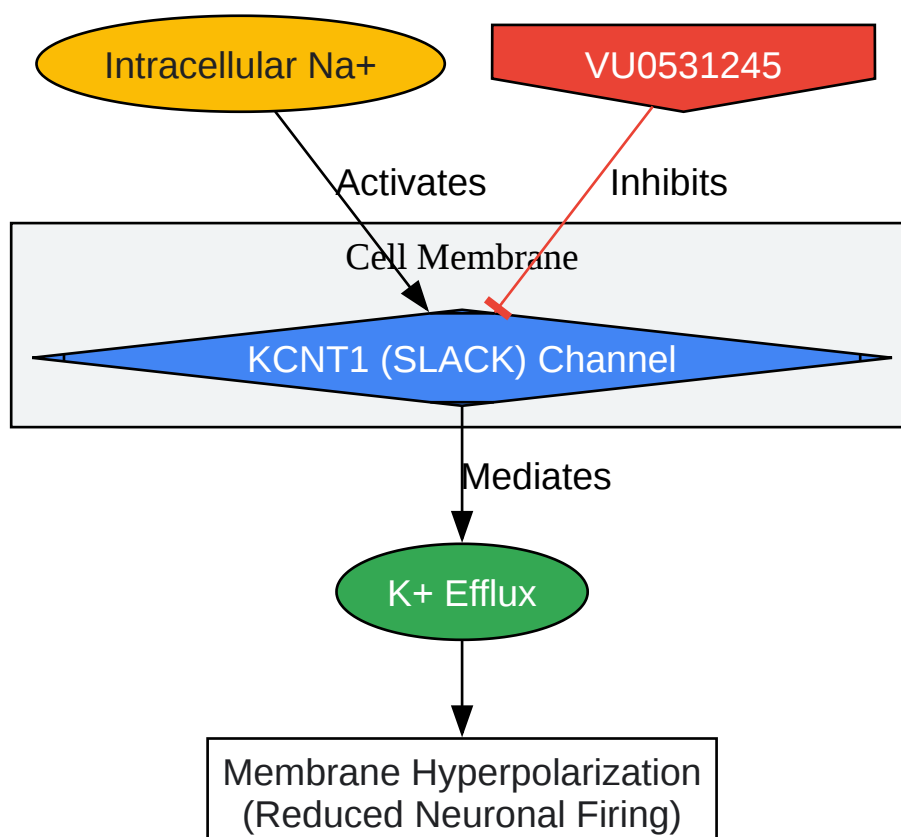 Intracellular Na+
VU0531245
Activates
Inhibits
Cell Membrane
KCNT1 (SLACK) Channel
Mediates
K+ Efflux
Membrane Hyperpolarization
(Reduced Neuronal Firing)